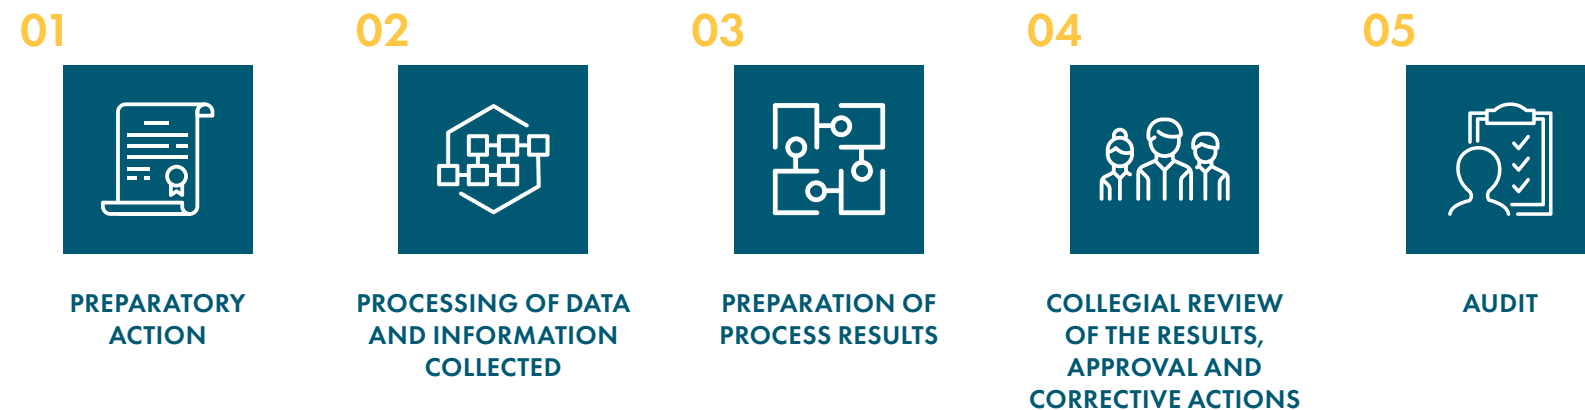 01
PREPARATORY
ACTION
02
PROCESSING OF DATA
AND INFORMATION
COLLECTED
03
PREPARATION OF
PROCESS RESULTS
04
COLLEGIAL REVIEW
OF THE RESULTS,
APPROVAL AND
CORRECTIVE ACTIONS
05
AUDIT